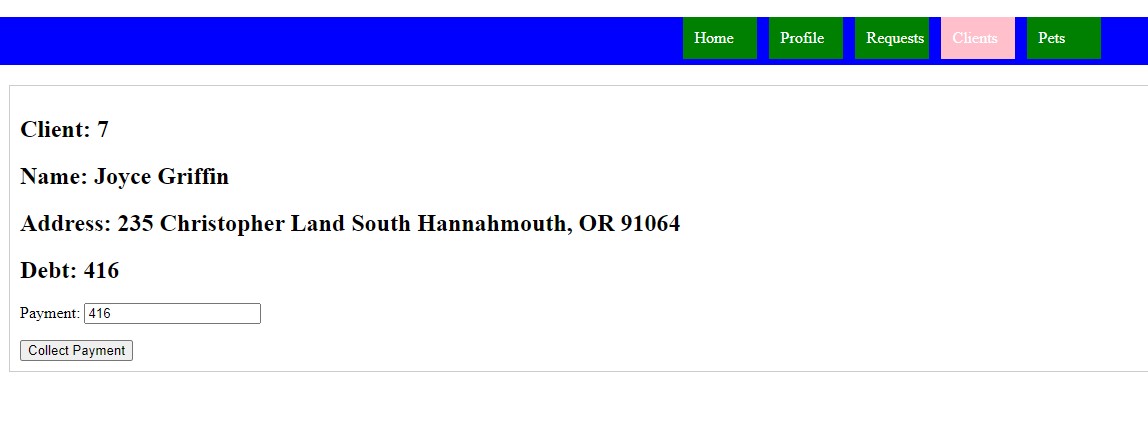 Home Profile Requests Clients Pets
Client: 7
Name: Joyce Griffin
Address: 235 Christopher Land South Hannahmouth, OR 91064
Debt: 416
Payment: 416
Collect Payment